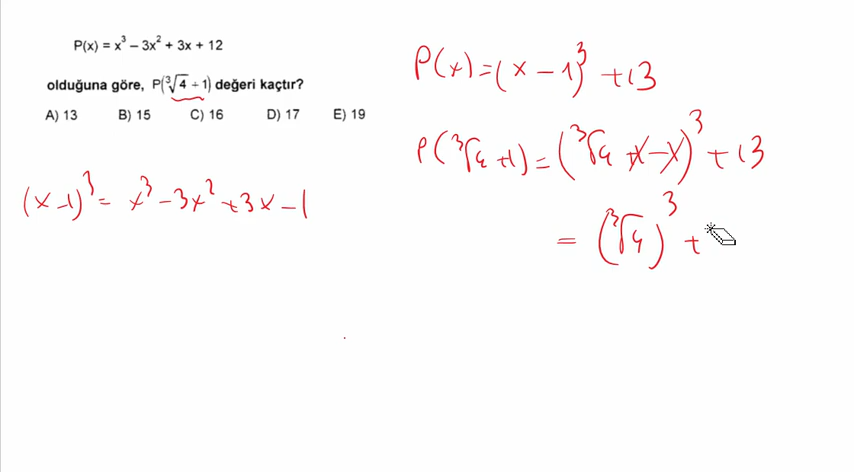 P(x) = x³ – 3x² + 3x + 12
olduğuna göre, P(∛4 + 1) değeri kaçtır?
A) 13 B) 15 C) 16 D) 17 E) 19
(x-1)³ = x³ - 3x² + 3x - 1
P(x) = (x - 1)³ + 13
P(∛4 + 1) = (∛4 + 1 - 1)³ + 13
= (∛4)³ +